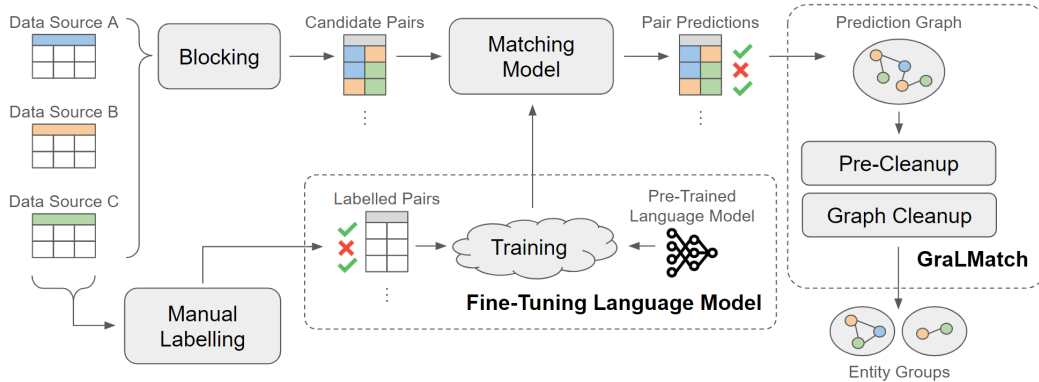 Data Source A
Candidate Pairs
Pair Predictions
Prediction Graph
Blocking
Matching
Model
Data Source B
Pre-Cleanup
Graph Cleanup
GraLMatch
Data Source C
Labelled Pairs
Pre-Trained
Language Model
Training
Fine-Tuning Language Model
Manual
Labelling
Entity Groups